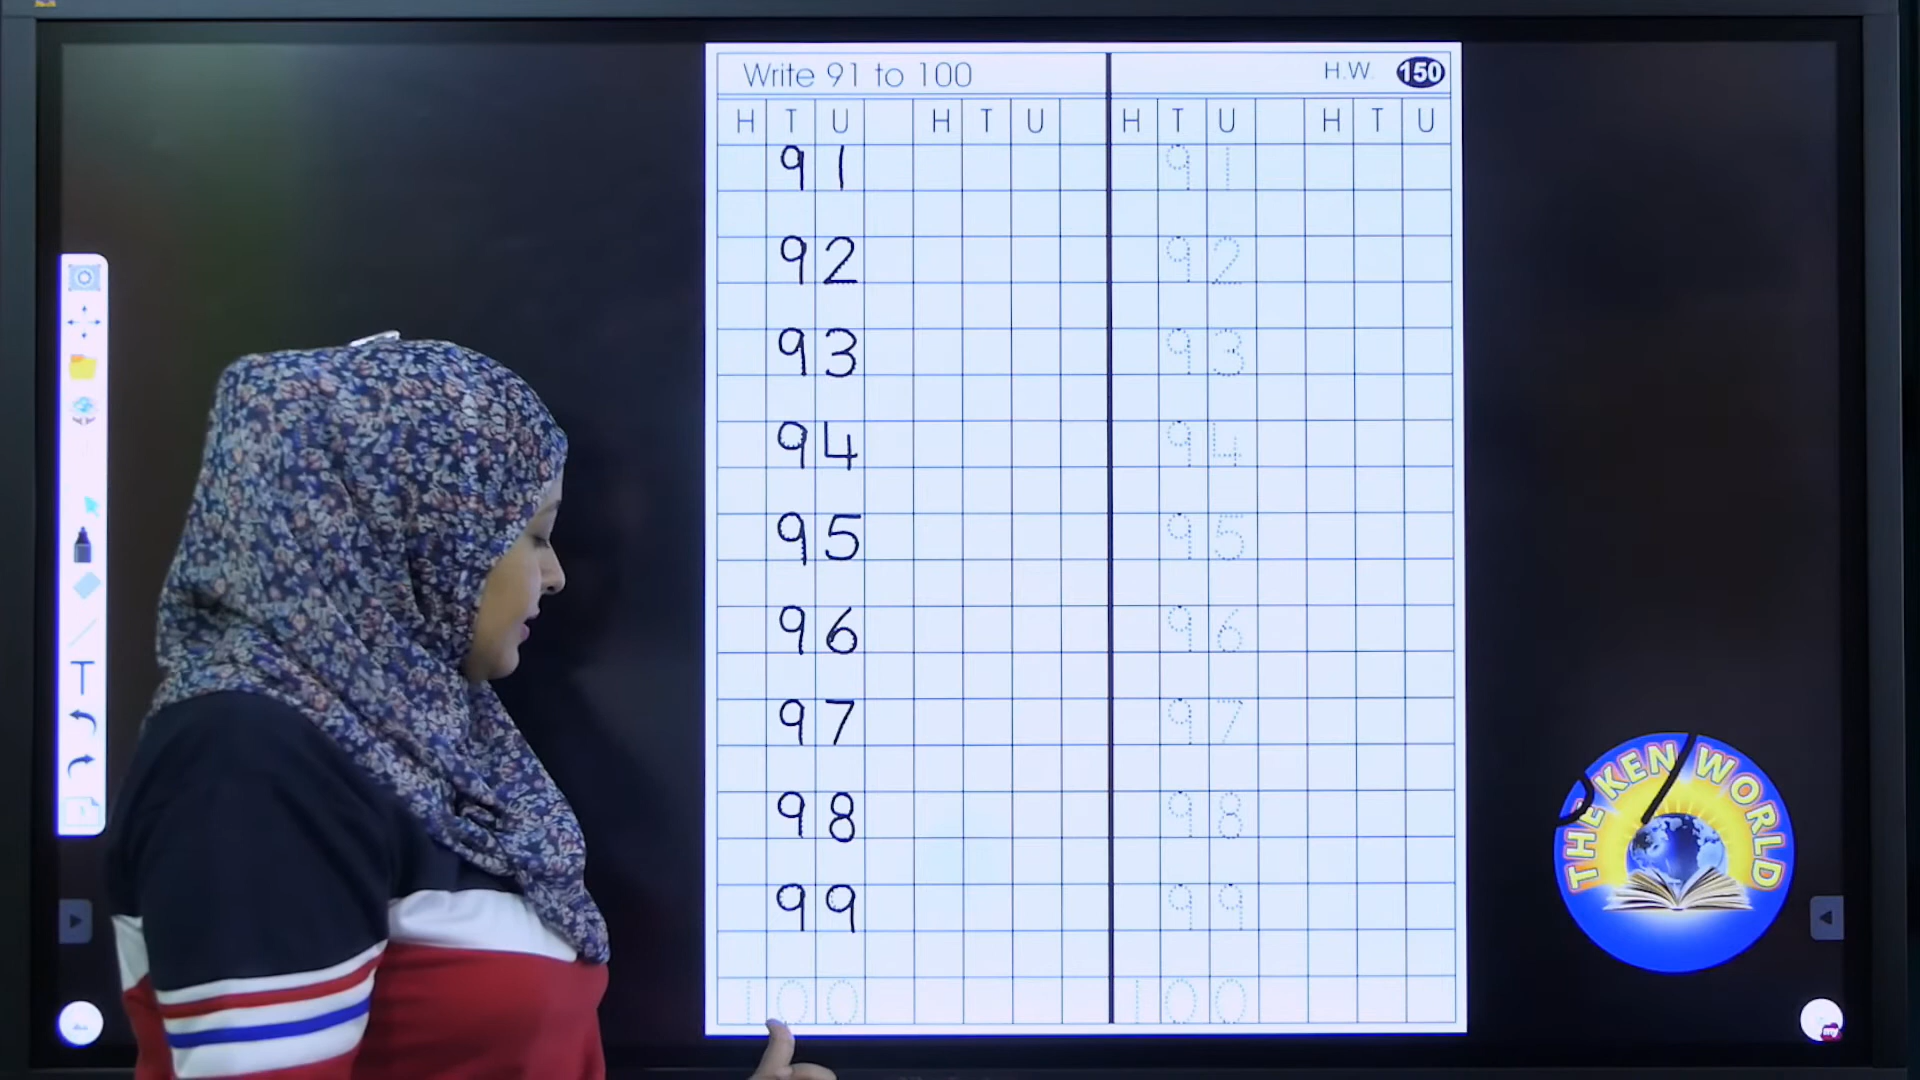 Write 91 to 100 H.W. 150
H T U H T U H T U H T U
91 91
92 92
93 93
94 94
95 95
96 96
97 97
98 98
99 99
100 100
T
THE KEN WORLD